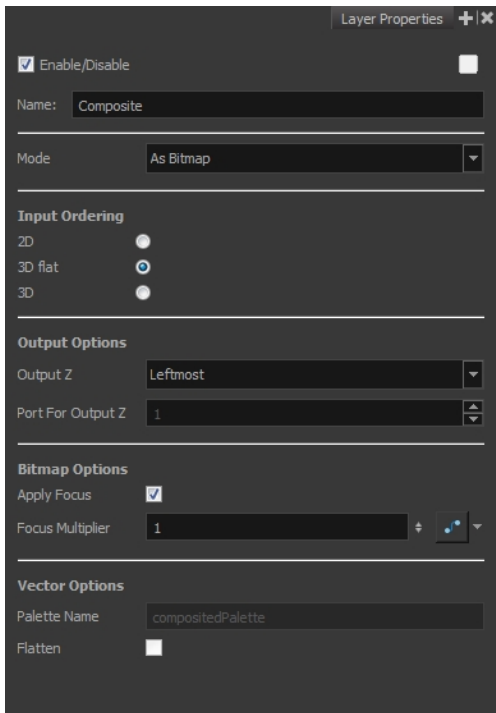 Layer Properties
Enable/Disable
Name: Composite
Mode As Bitmap
Input Ordering
2D
3D flat
3D
Output Options
Output Z Leftmost
Port For Output Z 1
Bitmap Options
Apply Focus
Focus Multiplier 1
Vector Options
Palette Name compositedPalette
Flatten